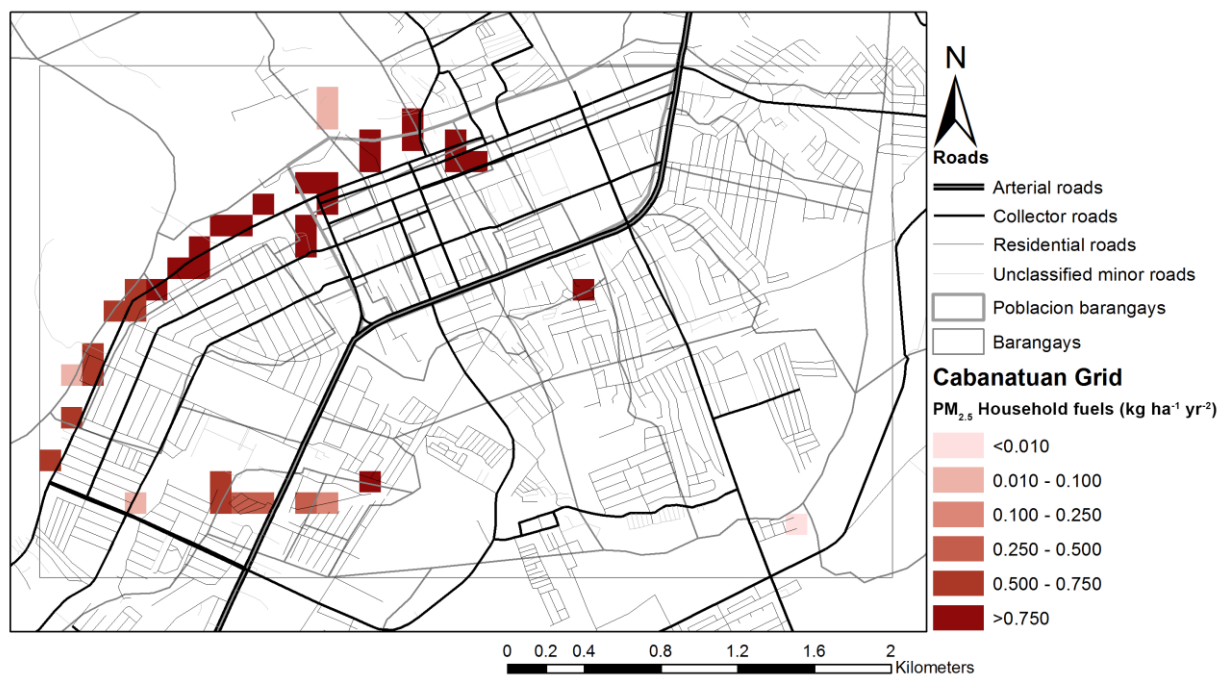 N
Roads
Arterial roads
Collector roads
Residential roads
Unclassified minor roads
Poblacion barangays
Barangays
Cabanatuan Grid
PM2.5 Household fuels (kg ha-1 yr-2)
<0.010
0.010 - 0.100
0.100 - 0.250
0.250 - 0.500
0.500 - 0.750
>0.750
0 0.2 0.4 0.8 1.2 1.6 2
Kilometers